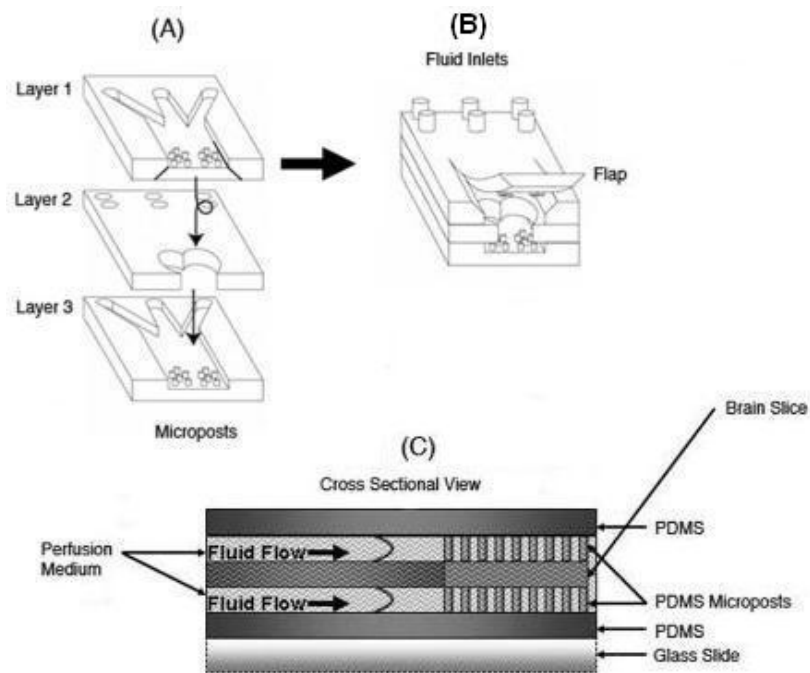 (A)
Layer 1
Layer 2
Layer 3
Microposts
(B)
Fluid Inlets
Flap
(C)
Cross Sectional View
Brain Slice
PDMS
Perfusion
Medium
Fluid Flow
Fluid Flow
PDMS Microposts
PDMS
Glass Slide